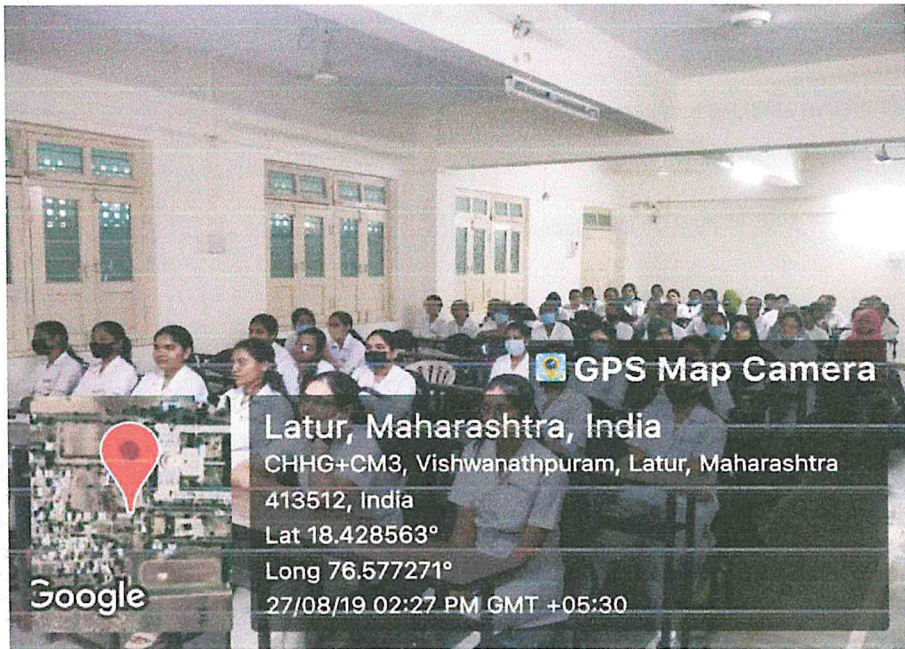 GPS Map Camera
Latur, Maharashtra, India
CHHG+CM3, Vishwanathpuram, Latur, Maharashtra
413512, India
Lat 18.428563°
Long 76.577271°
27/08/19 02:27 PM GMT +05:30
Google